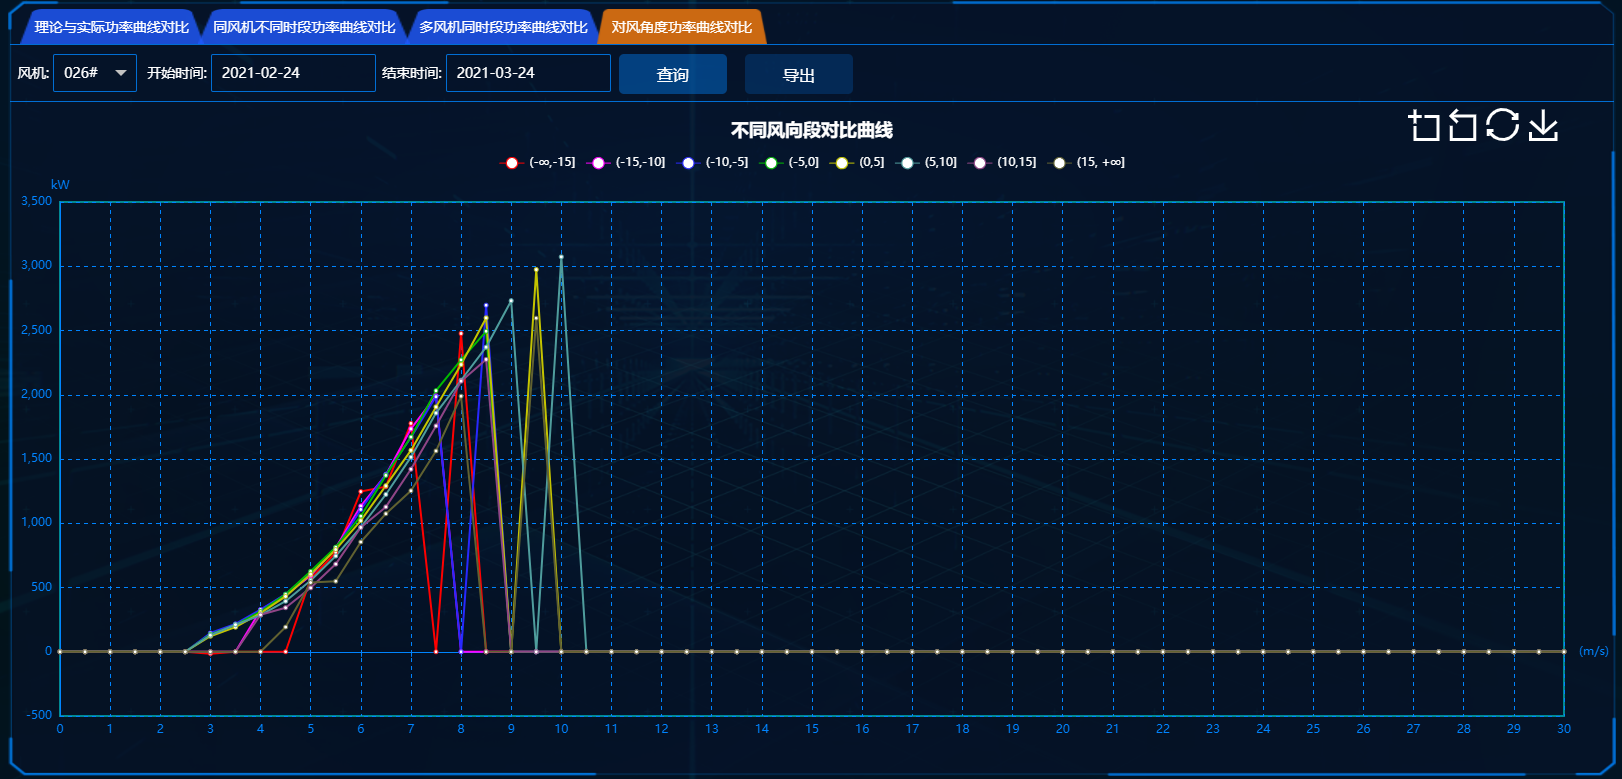 理论与实际功率曲线对比 同风机不同时段功率曲线对比 多风机同时段功率曲线对比 对风角度功率曲线对比
风机: 026# 开始时间: 2021-02-24 结束时间: 2021-03-24 查询 导出
不同风向段对比曲线
(-∞,-15] (-15,-10] (-10,-5] (-5,0] (0,5] (5,10] (10,15] (15, +∞]
kW
3,500
3,000
2,500
2,000
1,500
1,000
500
0
(m/s)
-500
0 1 2 3 4 5 6 7 8 9 10 11 12 13 14 15 16 17 18 19 20 21 22 23 24 25 26 27 28 29 30